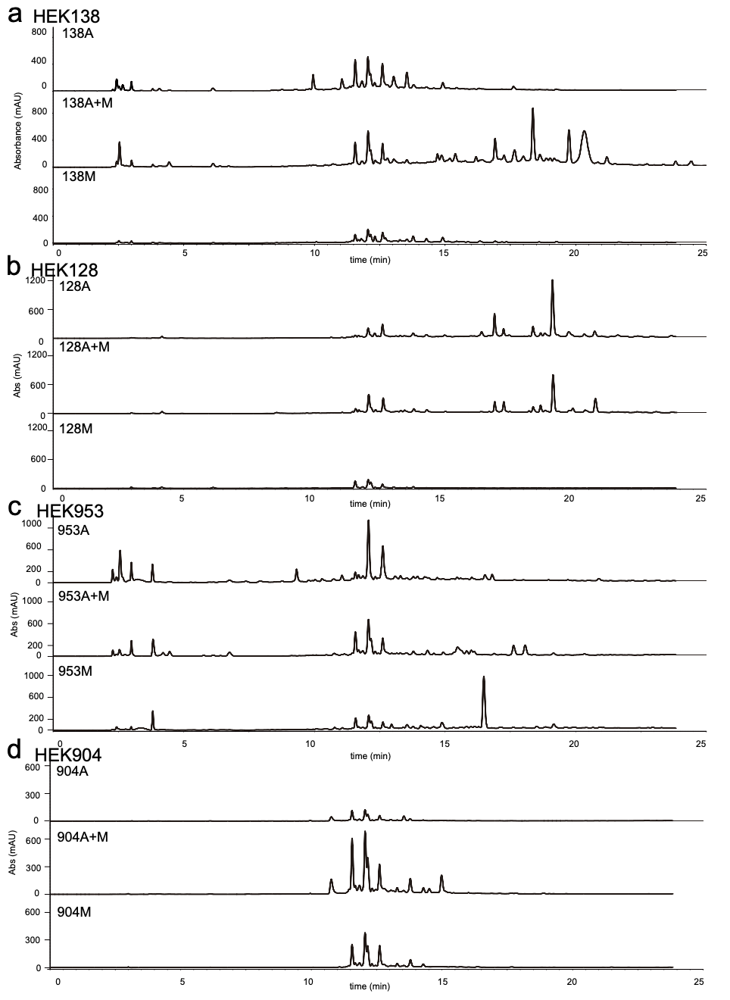 a HEK138
800
138A
400
0
138A+M
800
400
0
Absorbance (mAU)
138M
800
400
0
0 5 10 15 20 25
time (min)
b HEK128
1200
128A
600
0
128A+M
1200
600
0
Abs (mAU)
128M
1200
600
0
0 5 10 15 20 25
time (min)
c HEK953
1000
953A
600
200
0
953A+M
1000
600
200
0
Abs (mAU)
953M
1000
600
200
0
0 5 10 15 20 25
time (min)
d HEK904
600
904A
300
0
904A+M
600
300
0
Abs (mAU)
904M
600
300
0
0 5 10 15 20 25
time (min)